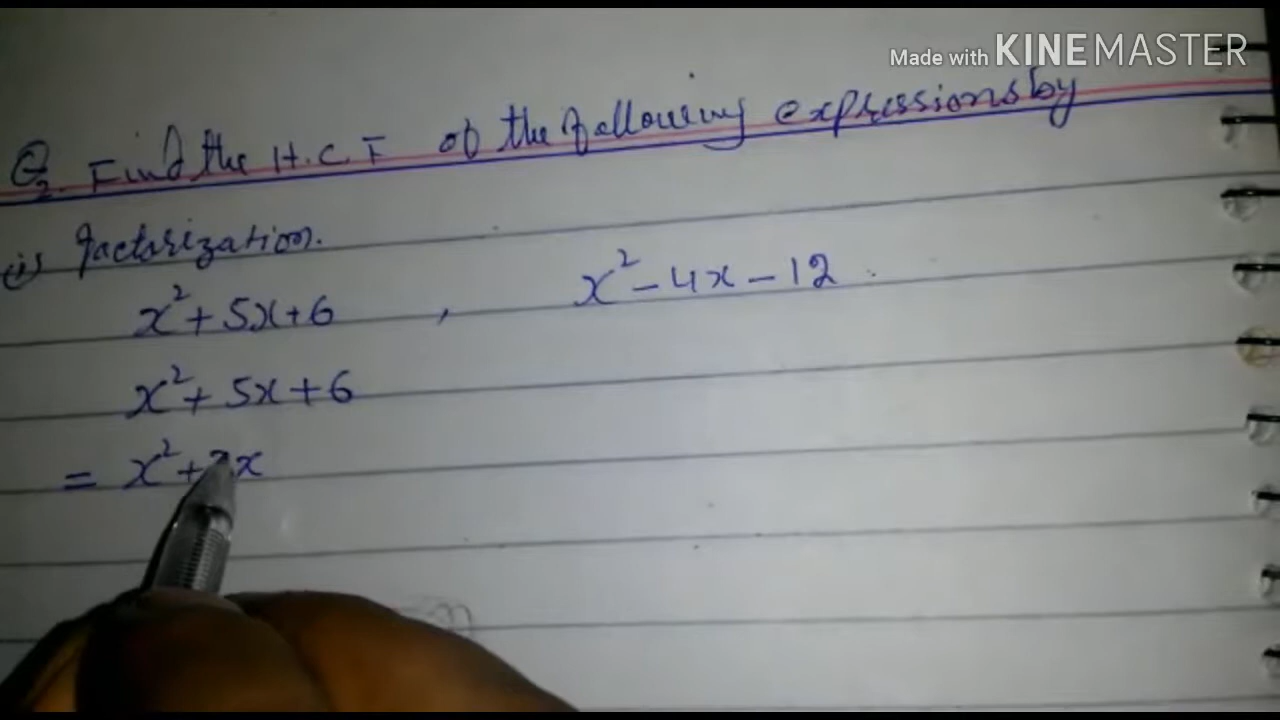 Made with KINEMASTER
Q2. Find the H.C.F of the following expressions by
(i) factorization.
x² + 5x + 6 , x² - 4x - 12
x² + 5x + 6
= x² + x